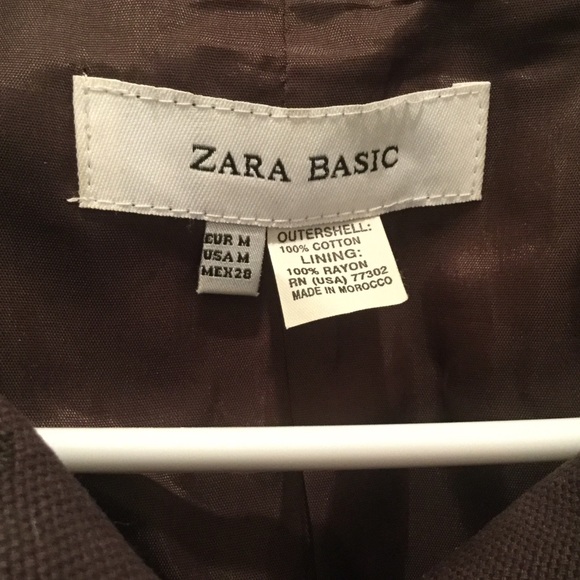 ZARA BASIC
EUR M
USA M
MEX 28
OUTERSHELL:
100% COTTON
LINING:
100% RAYON
RN (USA) 77302
MADE IN MOROCCO